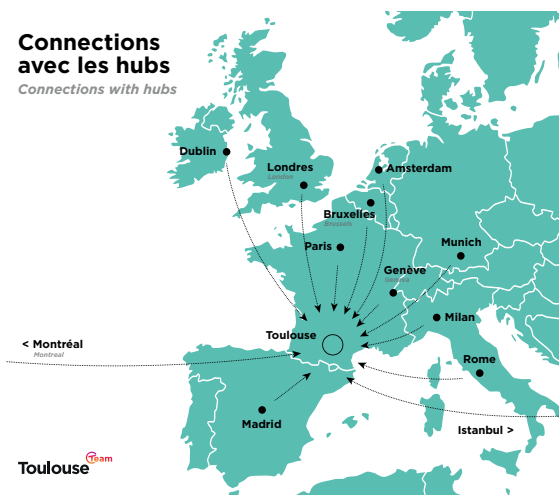 Connections
avec les hubs
Connections with hubs
Dublin
Londres
London
Amsterdam
Bruxelles
Brussels
Paris
Munich
Genève
Geneva
Milan
Toulouse
< Montréal
Montreal
Rome
Madrid
Istanbul >
Toulouse Team